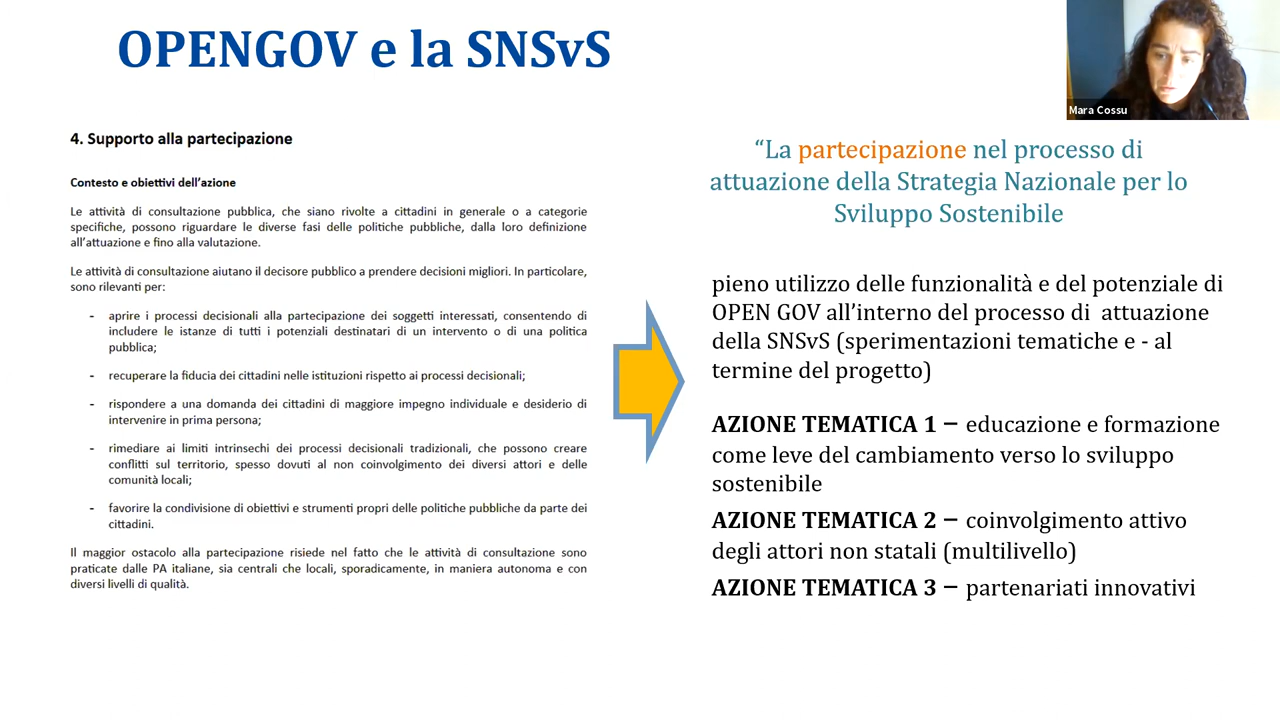 OPENGOV e la SNSvS
Mara Cossu
4. Supporto alla partecipazione
Contesto e obiettivi dell'azione
Le attività di consultazione pubblica, che siano rivolte a cittadini in generale o a categorie
specifiche, possono riguardare le diverse fasi delle politiche pubbliche, dalla loro definizione
all'attuazione e fino alla valutazione.
Le attività di consultazione aiutano il decisore pubblico a prendere decisioni migliori. In particolare,
sono rilevanti per:
- aprire i processi decisionali alla partecipazione dei soggetti interessati, consentendo di
includere le istanze di tutti i potenziali destinatari di un intervento o di una politica
pubblica;
- recuperare la fiducia dei cittadini nelle istituzioni rispetto ai processi decisionali;
- rispondere a una domanda dei cittadini di maggiore impegno individuale e desiderio di
intervenire in prima persona;
- rimediare ai limiti intrinsechi dei processi decisionali tradizionali, che possono creare
conflitti sul territorio, spesso dovuti al non coinvolgimento dei diversi attori e delle
comunità locali;
- favorire la condivisione di obiettivi e strumenti propri delle politiche pubbliche da parte dei
cittadini.
Il maggior ostacolo alla partecipazione risiede nel fatto che le attività di consultazione sono
praticate dalle PA italiane, sia centrali che locali, sporadicamente, in maniera autonoma e con
diversi livelli di qualità.
“La partecipazione nel processo di
attuazione della Strategia Nazionale per lo
Sviluppo Sostenibile
pieno utilizzo delle funzionalità e del potenziale di
OPEN GOV all’interno del processo di attuazione
della SNSvS (sperimentazioni tematiche e - al
termine del progetto)
AZIONE TEMATICA 1 – educazione e formazione
come leve del cambiamento verso lo sviluppo
sostenibile
AZIONE TEMATICA 2 – coinvolgimento attivo
degli attori non statali (multilivello)
AZIONE TEMATICA 3 – partenariati innovativi